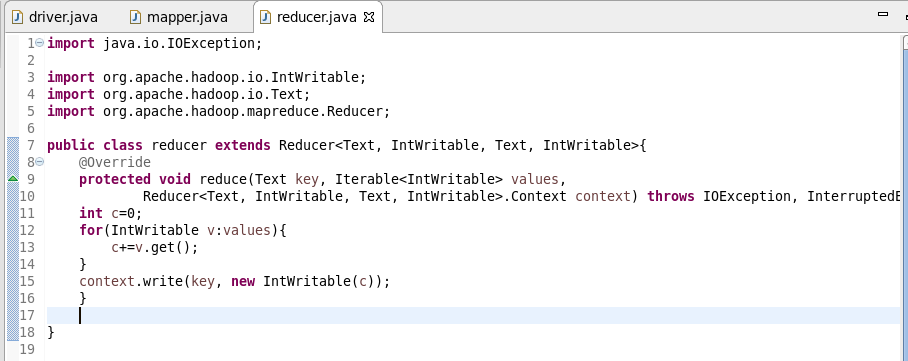 driver.java mapper.java reducer.java
1 import java.io.IOException;
2
3 import org.apache.hadoop.io.IntWritable;
4 import org.apache.hadoop.io.Text;
5 import org.apache.hadoop.mapreduce.Reducer;
6
7 public class reducer extends Reducer<Text, IntWritable, Text, IntWritable>{
8 @Override
9 protected void reduce(Text key, Iterable<IntWritable> values,
10 Reducer<Text, IntWritable, Text, IntWritable>.Context context) throws IOException,
11 int c=0;
12 for(IntWritable v:values){
13 c+=v.get();
14 }
15 context.write(key, new IntWritable(c));
16 }
17
18 }
19